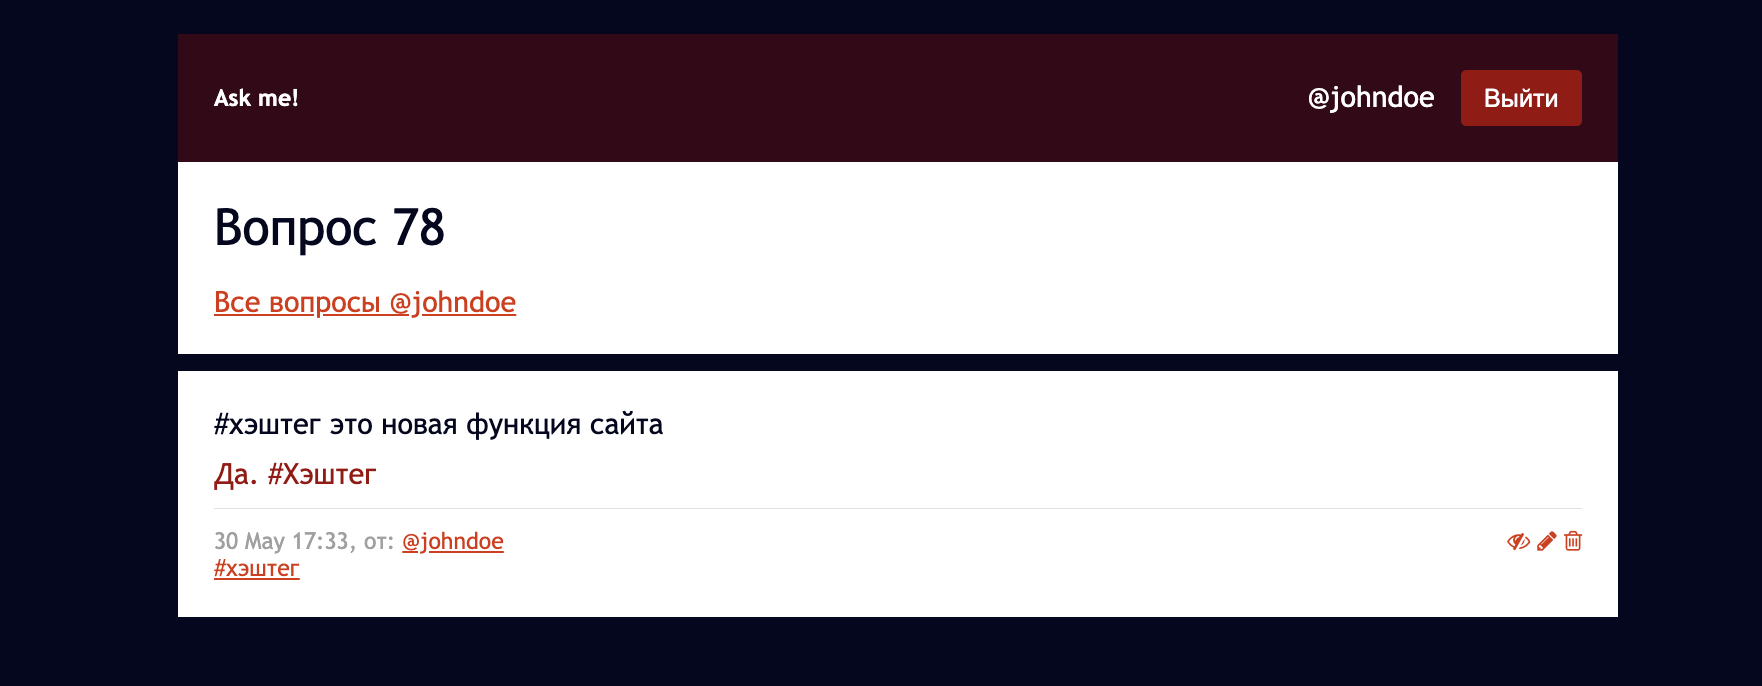 Ask me!
@johndoe
Выйти
Вопрос 78
Все вопросы @johndoe
#хэштег это новая функция сайта
Да. #Хэштег
30 May 17:33, от: @johndoe
#хэштег